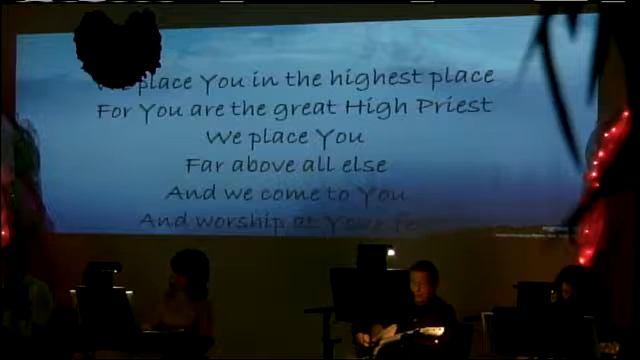 place You in the highest place
For You are the great High Priest
We place You
Far above all else
And we come to You
And worship at Your